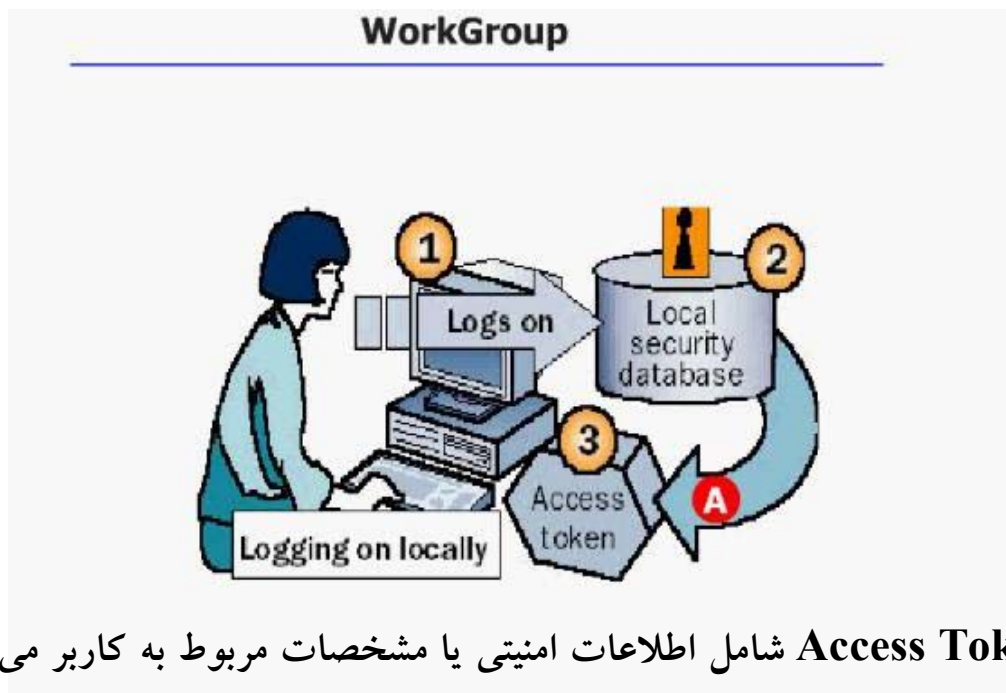 WorkGroup
1
Logs on
2
Local
security
database
3
Access
token
A
Logging on locally
Access شامل اطلاعات امنیتی یا مشخصات مربوط به کاربر